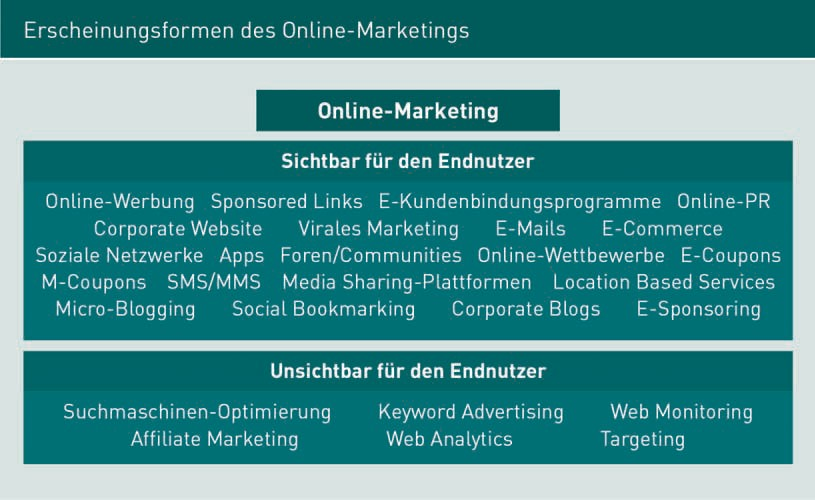 Erscheinungsformen des Online-Marketings
Online-Marketing
Sichtbar für den Endnutzer
Online-Werbung Sponsored Links E-Kundenbindungsprogramme Online-PR
Corporate Website Virales Marketing E-Mails E-Commerce
Soziale Netzwerke Apps Foren/Communities Online-Wettbewerbe E-Coupons
M-Coupons SMS/MMS Media Sharing-Plattformen Location Based Services
Micro-Blogging Social Bookmarking Corporate Blogs E-Sponsoring
Unsichtbar für den Endnutzer
Suchmaschinen-Optimierung Keyword Advertising Web Monitoring
Affiliate Marketing Web Analytics Targeting